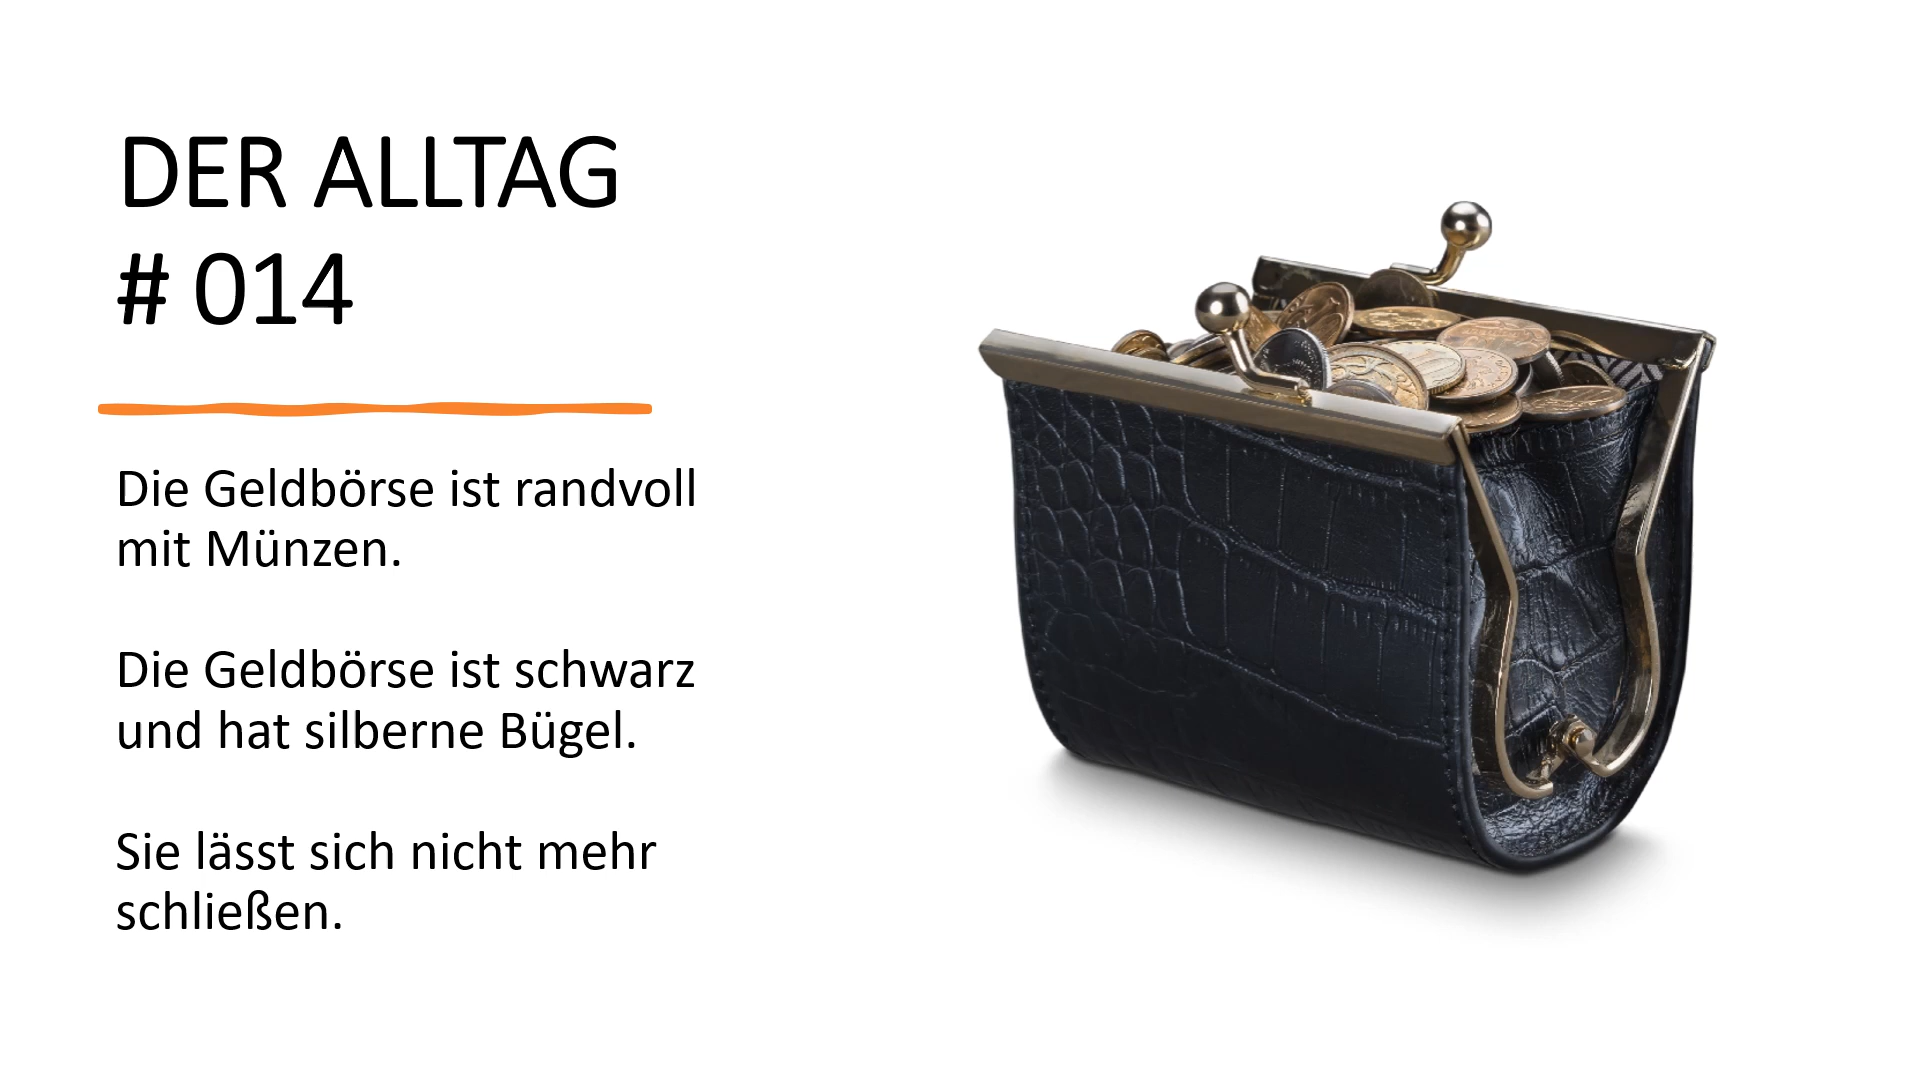 DER ALLTAG
# 014
Die Geldbörse ist randvoll
mit Münzen.
Die Geldbörse ist schwarz
und hat silberne Bügel.
Sie lässt sich nicht mehr
schließen.